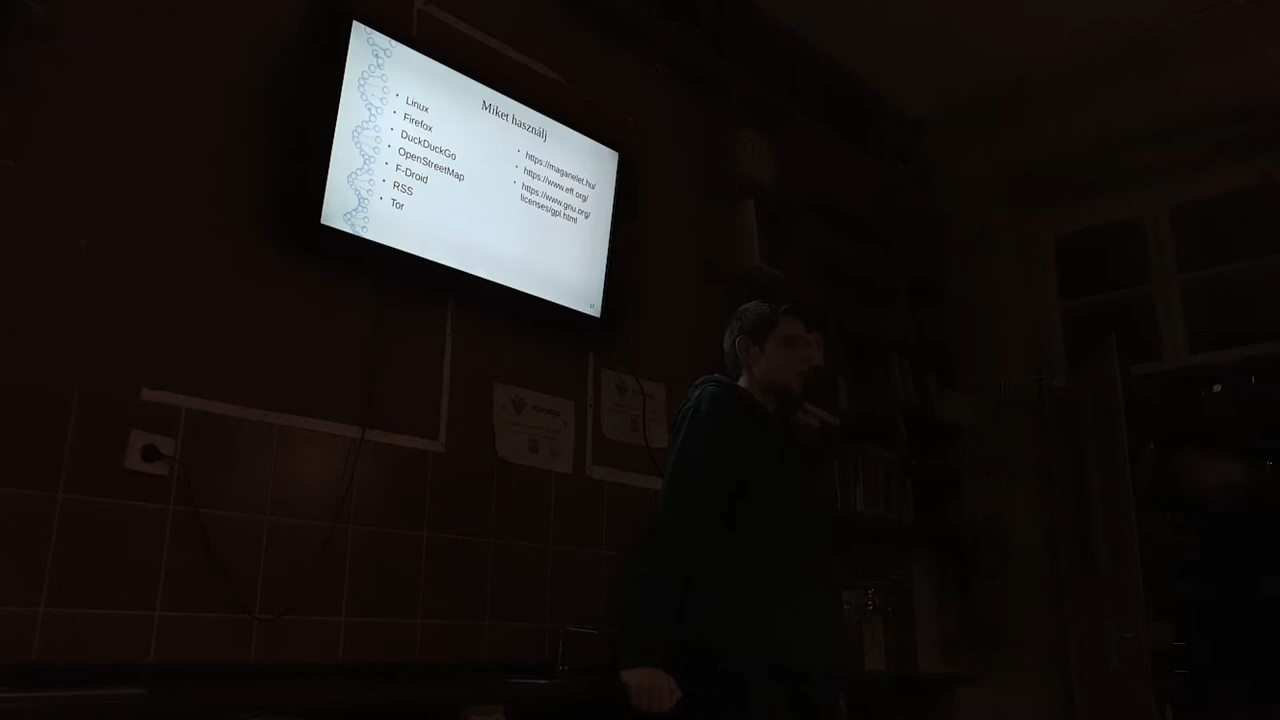 Miket használj
Linux
Firefox
DuckDuckGo
OpenStreetMap
F-Droid
RSS
Tor
https://maganelet.hu/
https://www.eff.org/
https://www.gnu.org/
licenses/gpl.html